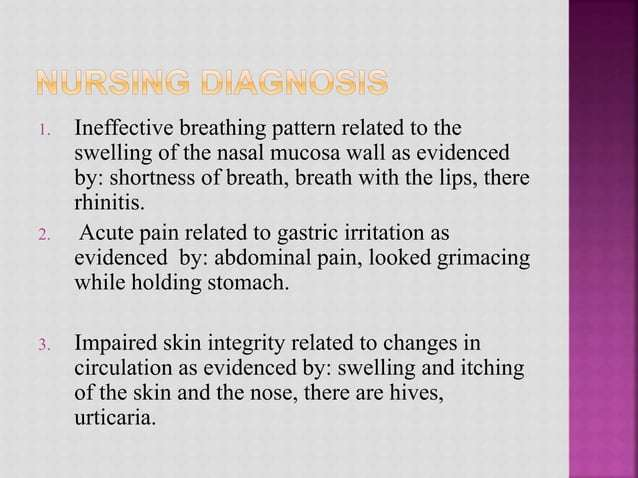 NURSING DIAGNOSIS
1. Ineffective breathing pattern related to the
swelling of the nasal mucosa wall as evidenced
by: shortness of breath, breath with the lips, there
rhinitis.
2. Acute pain related to gastric irritation as
evidenced by: abdominal pain, looked grimacing
while holding stomach.
3. Impaired skin integrity related to changes in
circulation as evidenced by: swelling and itching
of the skin and the nose, there are hives,
urticaria.